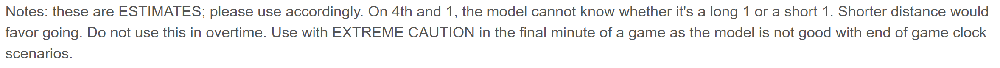 Notes: these are ESTIMATES; please use accordingly. On 4th and 1, the model cannot know whether it's a long 1 or a short 1. Shorter distance would
favor going. Do not use this in overtime. Use with EXTREME CAUTION in the final minute of a game as the model is not good with end of game clock
scenarios.